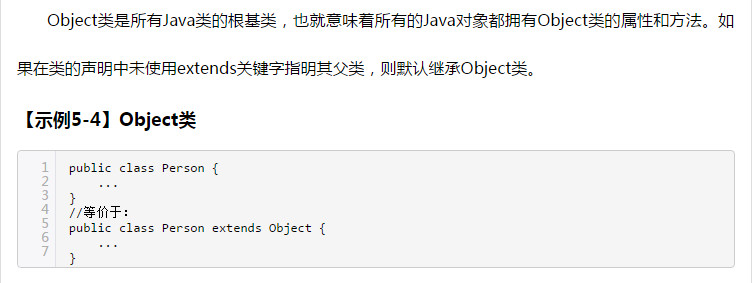 Object类是所有Java类的根基类，也就意味着所有的Java对象都拥有Object类的属性和方法。如
果在类的声明中未使用extends关键字指明其父类，则默认继承Object类。
【示例5-4】Object类
1 public class Person {
2     ...
3 }
4 //等价于：
5 public class Person extends Object {
6     ...
7 }